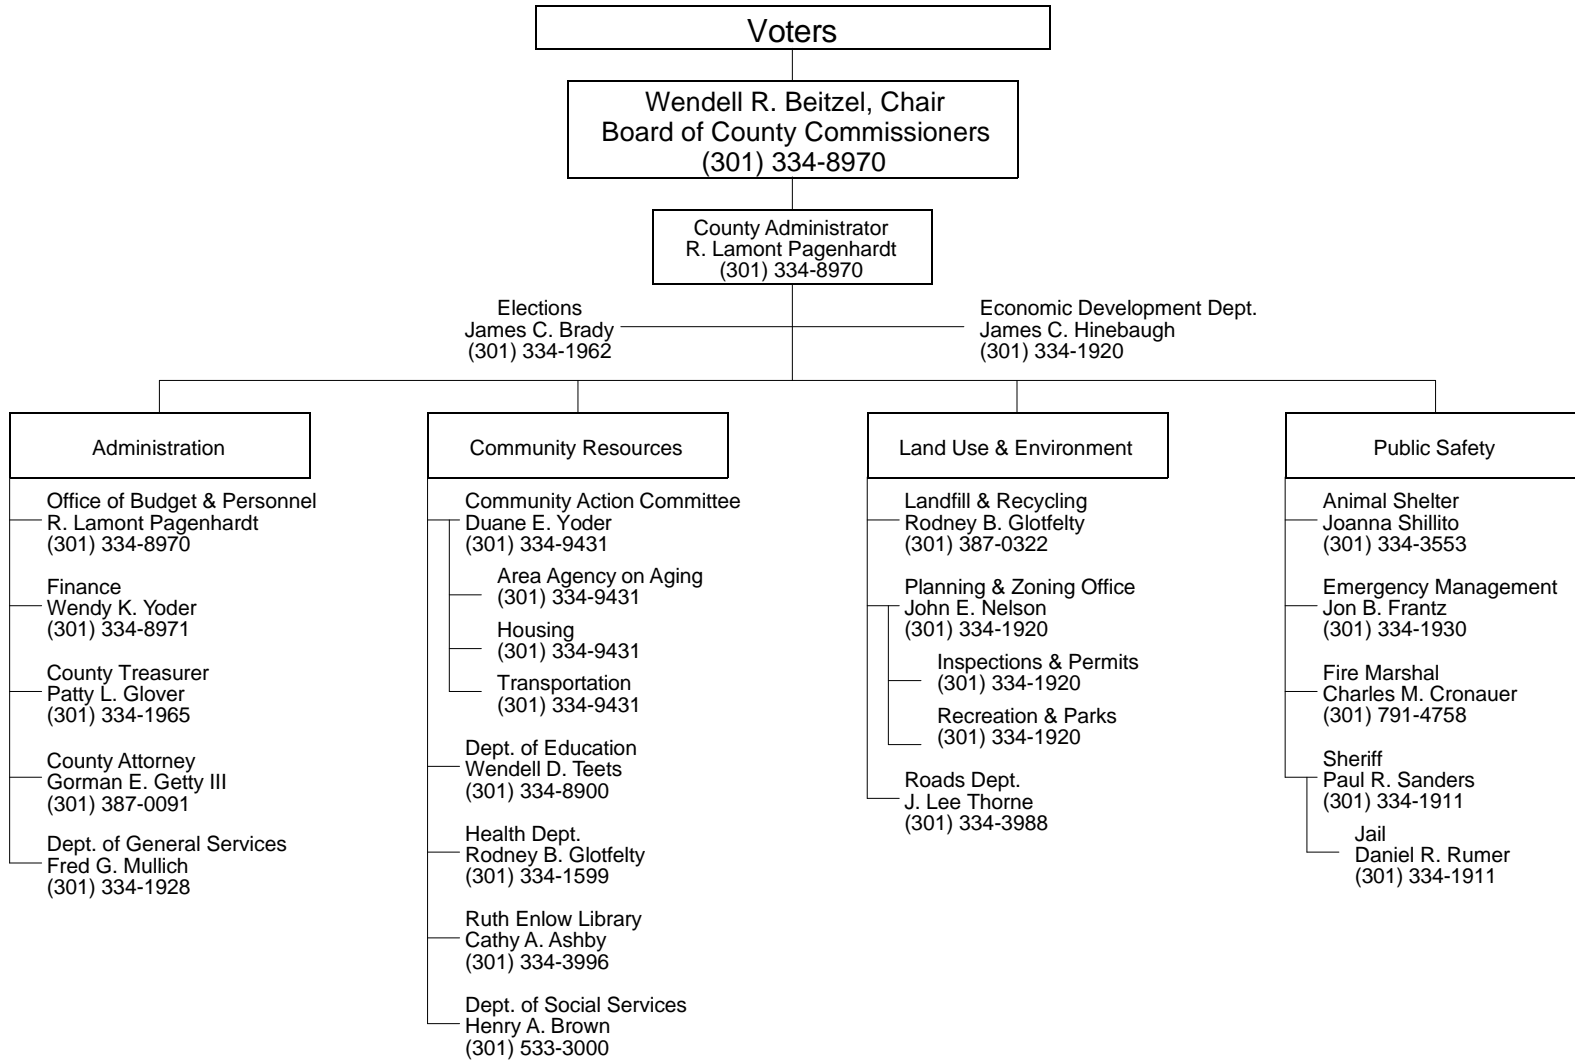 Voters
Wendell R. Beitzel, Chair
Board of County Commissioners
(301) 334-8970
County Administrator
R. Lamont Pagenhardt
(301) 334-8970
Elections
James C. Brady
(301) 334-1962
Economic Development Dept.
James C. Hinebaugh
(301) 334-1920
Administration
Office of Budget & Personnel
R. Lamont Pagenhardt
(301) 334-8970
Finance
Wendy K. Yoder
(301) 334-8971
County Treasurer
Patty L. Glover
(301) 334-1965
County Attorney
Gorman E. Getty III
(301) 387-0091
Dept. of General Services
Fred G. Mullich
(301) 334-1928
Community Resources
Community Action Committee
Duane E. Yoder
(301) 334-9431
Area Agency on Aging
(301) 334-9431
Housing
(301) 334-9431
Transportation
(301) 334-9431
Dept. of Education
Wendell D. Teets
(301) 334-8900
Health Dept.
Rodney B. Glotfelty
(301) 334-1599
Ruth Enlow Library
Cathy A. Ashby
(301) 334-3996
Dept. of Social Services
Henry A. Brown
(301) 533-3000
Land Use & Environment
Landfill & Recycling
Rodney B. Glotfelty
(301) 387-0322
Planning & Zoning Office
John E. Nelson
(301) 334-1920
Inspections & Permits
(301) 334-1920
Recreation & Parks
(301) 334-1920
Roads Dept.
J. Lee Thorne
(301) 334-3988
Public Safety
Animal Shelter
Joanna Shillito
(301) 334-3553
Emergency Management
Jon B. Frantz
(301) 334-1930
Fire Marshal
Charles M. Cronauer
(301) 791-4758
Sheriff
Paul R. Sanders
(301) 334-1911
Jail
Daniel R. Rumer
(301) 334-1911